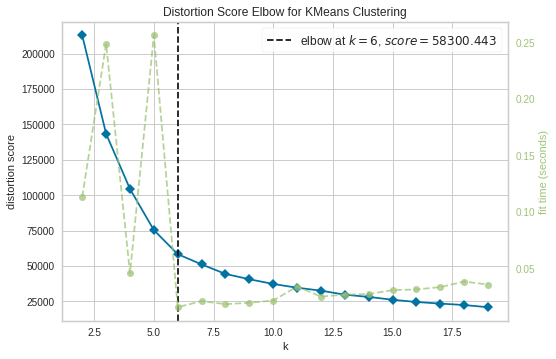 Distortion Score Elbow for KMeans Clustering
elbow at k = 6, score = 58300.443
distortion score
200000
175000
150000
125000
100000
75000
50000
25000
0.25
0.20
0.15
0.10
0.05
fit time (seconds)
2.5 5.0 7.5 10.0 12.5 15.0 17.5
k